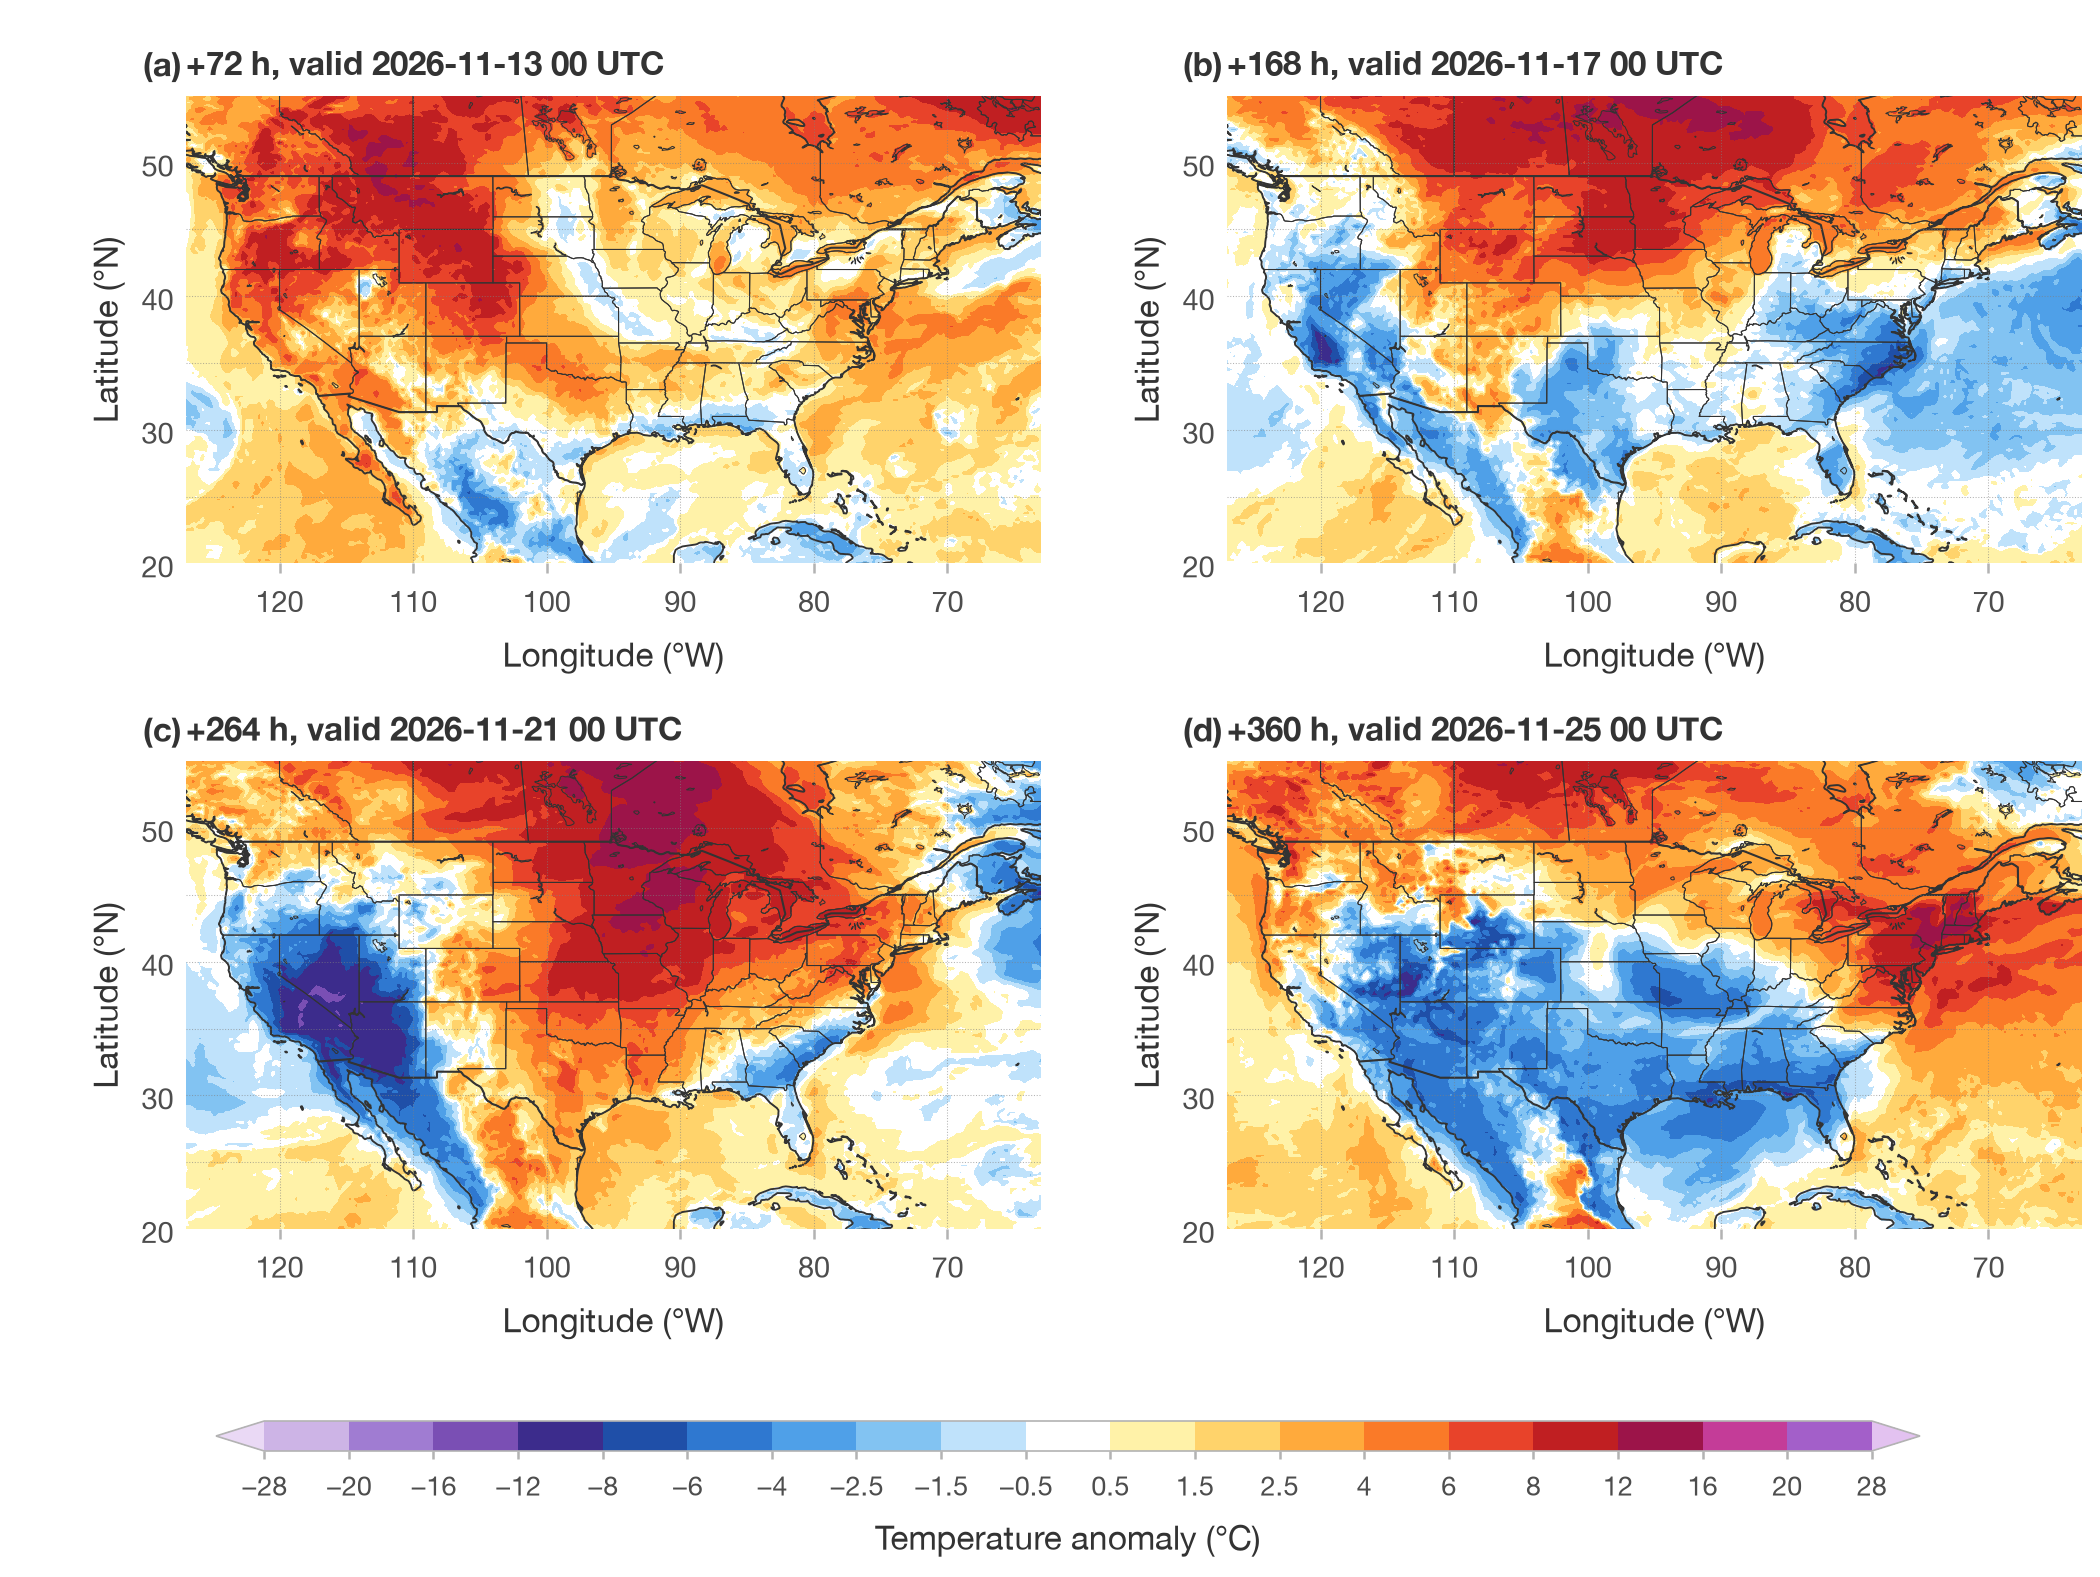 (a) +72 h, valid 2026-11-13 00 UTC
(b) +168 h, valid 2026-11-17 00 UTC
Latitude (°N)
50
40
30
20
120 110 100 90 80 70
Longitude (°W)
Latitude (°N)
50
40
30
20
120 110 100 90 80 70
Longitude (°W)
(c) +264 h, valid 2026-11-21 00 UTC
(d) +360 h, valid 2026-11-25 00 UTC
Latitude (°N)
50
40
30
20
120 110 100 90 80 70
Longitude (°W)
Latitude (°N)
50
40
30
20
120 110 100 90 80 70
Longitude (°W)
−28 −20 −16 −12 −8 −6 −4 −2.5 −1.5 −0.5 0.5 1.5 2.5 4 6 8 12 16 20 28
Temperature anomaly (°C)